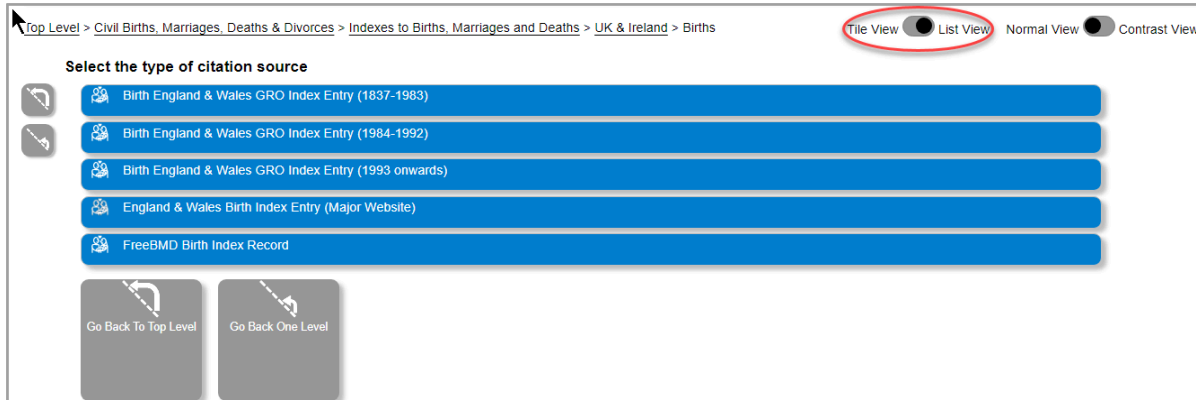 Top Level > Civil Births, Marriages, Deaths & Divorces > Indexes to Births, Marriages and Deaths > UK & Ireland > Births
Tile View List View Normal View Contrast View
Select the type of citation source
Birth England & Wales GRO Index Entry (1837-1983)
Birth England & Wales GRO Index Entry (1984-1992)
Birth England & Wales GRO Index Entry (1993 onwards)
England & Wales Birth Index Entry (Major Website)
FreeBMD Birth Index Record
Go Back To Top Level
Go Back One Level